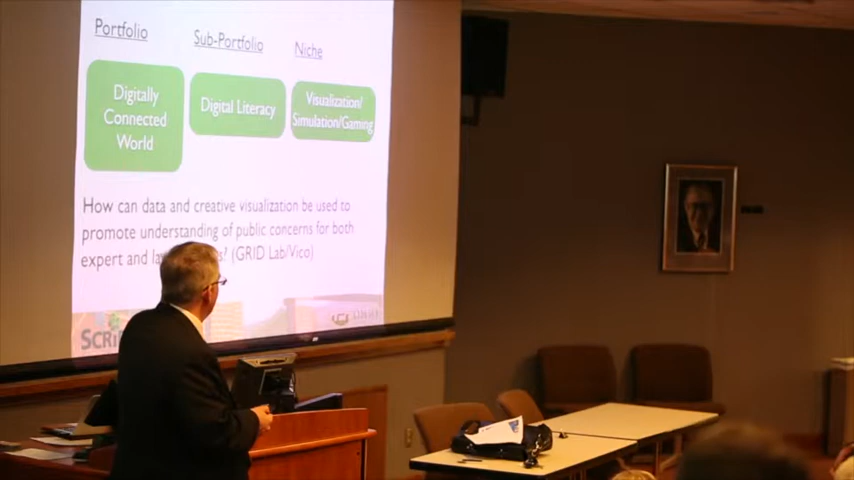 Portfolio
Sub-Portfolio
Niche
Digitally
Connected
World
Digital Literacy
Visualization/
Simulation/Gaming
How can data and creative visualization be used to
promote understanding of public concerns for both
expert and (GRID Lab/Vico)
SCRI